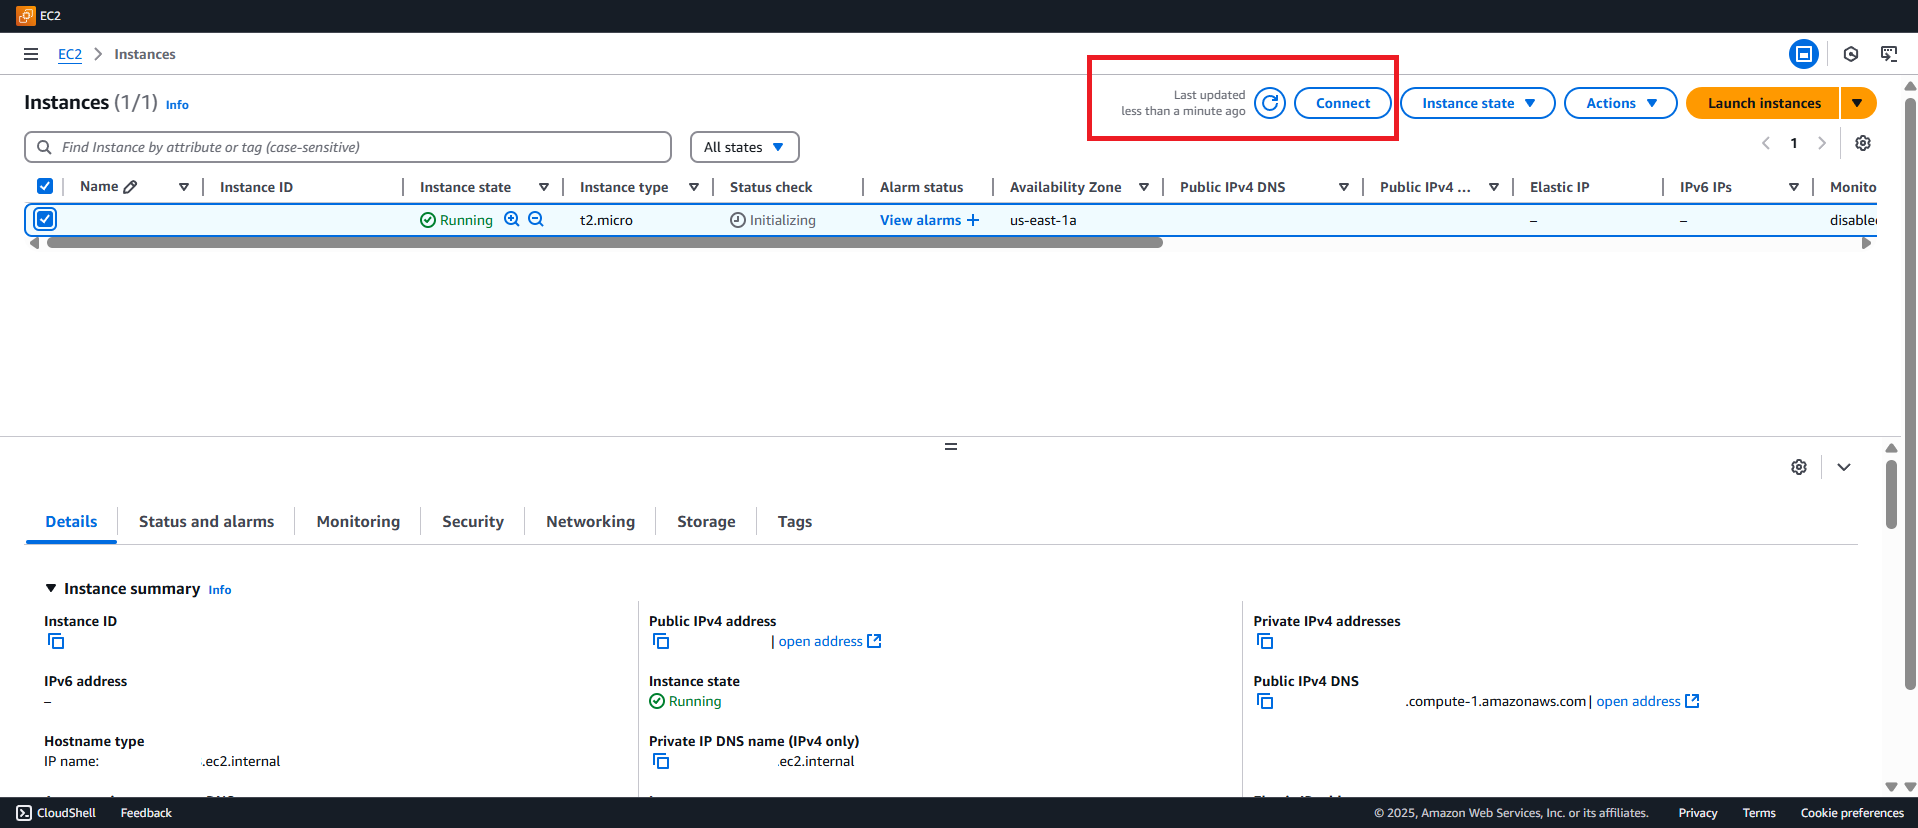 EC2
EC2 > Instances
Instances (1/1) Info
Last updated
less than a minute ago
Connect
Instance state
Actions
Launch instances
Find Instance by attribute or tag (case-sensitive)
All states
1
Name
Instance ID
Instance state
Instance type
Status check
Alarm status
Availability Zone
Public IPv4 DNS
Public IPv4 ...
Elastic IP
IPv6 IPs
Monito
Running
t2.micro
Initializing
View alarms +
us-east-1a
–
–
disable
Details
Status and alarms
Monitoring
Security
Networking
Storage
Tags
Instance summary Info
Instance ID
Public IPv4 address
| open address
Private IPv4 addresses
IPv6 address
–
Instance state
Running
Public IPv4 DNS
.compute-1.amazonaws.com | open address
Hostname type
IP name: .ec2.internal
Private IP DNS name (IPv4 only)
.ec2.internal
CloudShell
Feedback
© 2025, Amazon Web Services, Inc. or its affiliates.
Privacy
Terms
Cookie preferences